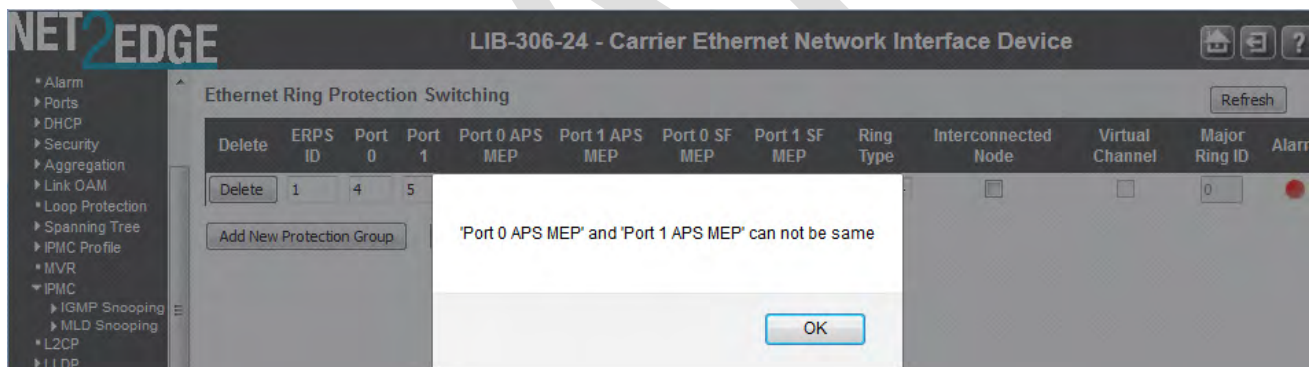 NET2EDGE
LIB-306-24 - Carrier Ethernet Network Interface Device
?
Alarm
Ports
DHCP
Security
Aggregation
Link OAM
Loop Protection
Spanning Tree
IPMC Profile
MVR
IPMC
IGMP Snooping
MLD Snooping
L2CP
LLDP
Ethernet Ring Protection Switching
Refresh
Delete ERPS ID Port 0 Port 1 Port 0 APS MEP Port 1 APS MEP Port 0 SF MEP Port 1 SF MEP Ring Type Interconnected Node Virtual Channel Major Ring ID Alarm
Delete 1 4 5 0
Add New Protection Group
'Port 0 APS MEP' and 'Port 1 APS MEP' can not be same
OK